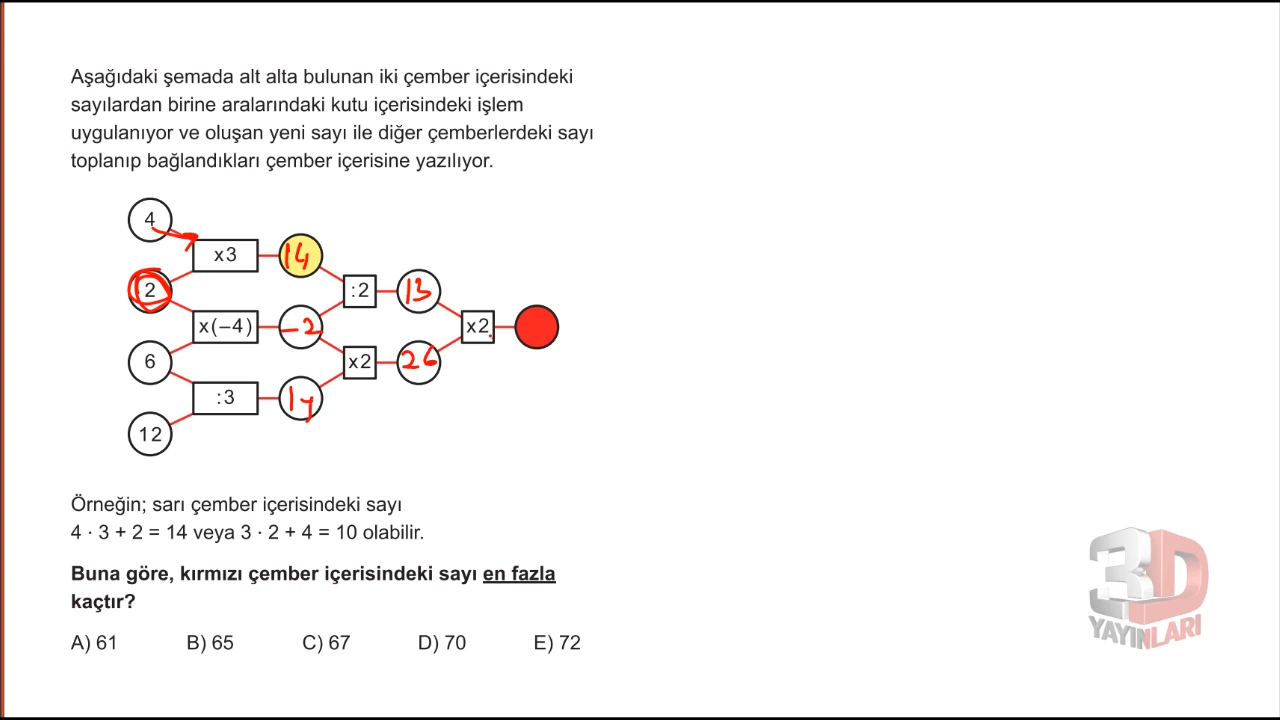 Aşağıdaki şemada alt alta bulunan iki çember içerisindeki
sayılardan birine aralarındaki kutu içerisindeki işlem
uygulanıyor ve oluşan yeni sayı ile diğer çemberlerdeki sayı
toplanıp bağlandıkları çember içerisine yazılıyor.
4
x3
14
2
:2
13
x(−4)
−2
x2
6
x2
26
:3
14
12
Örneğin; sarı çember içerisindeki sayı
4 · 3 + 2 = 14 veya 3 · 2 + 4 = 10 olabilir.
Buna göre, kırmızı çember içerisindeki sayı en fazla
kaçtır?
A) 61 B) 65 C) 67 D) 70 E) 72
3D
YAYINLARI